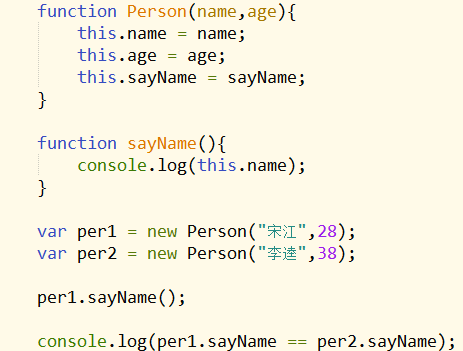 function Person(name,age){
    this.name = name;
    this.age = age;
    this.sayName = sayName;
}
function sayName(){
    console.log(this.name);
}
var per1 = new Person("宋江",28);
var per2 = new Person("李逵",38);
per1.sayName();
console.log(per1.sayName == per2.sayName);